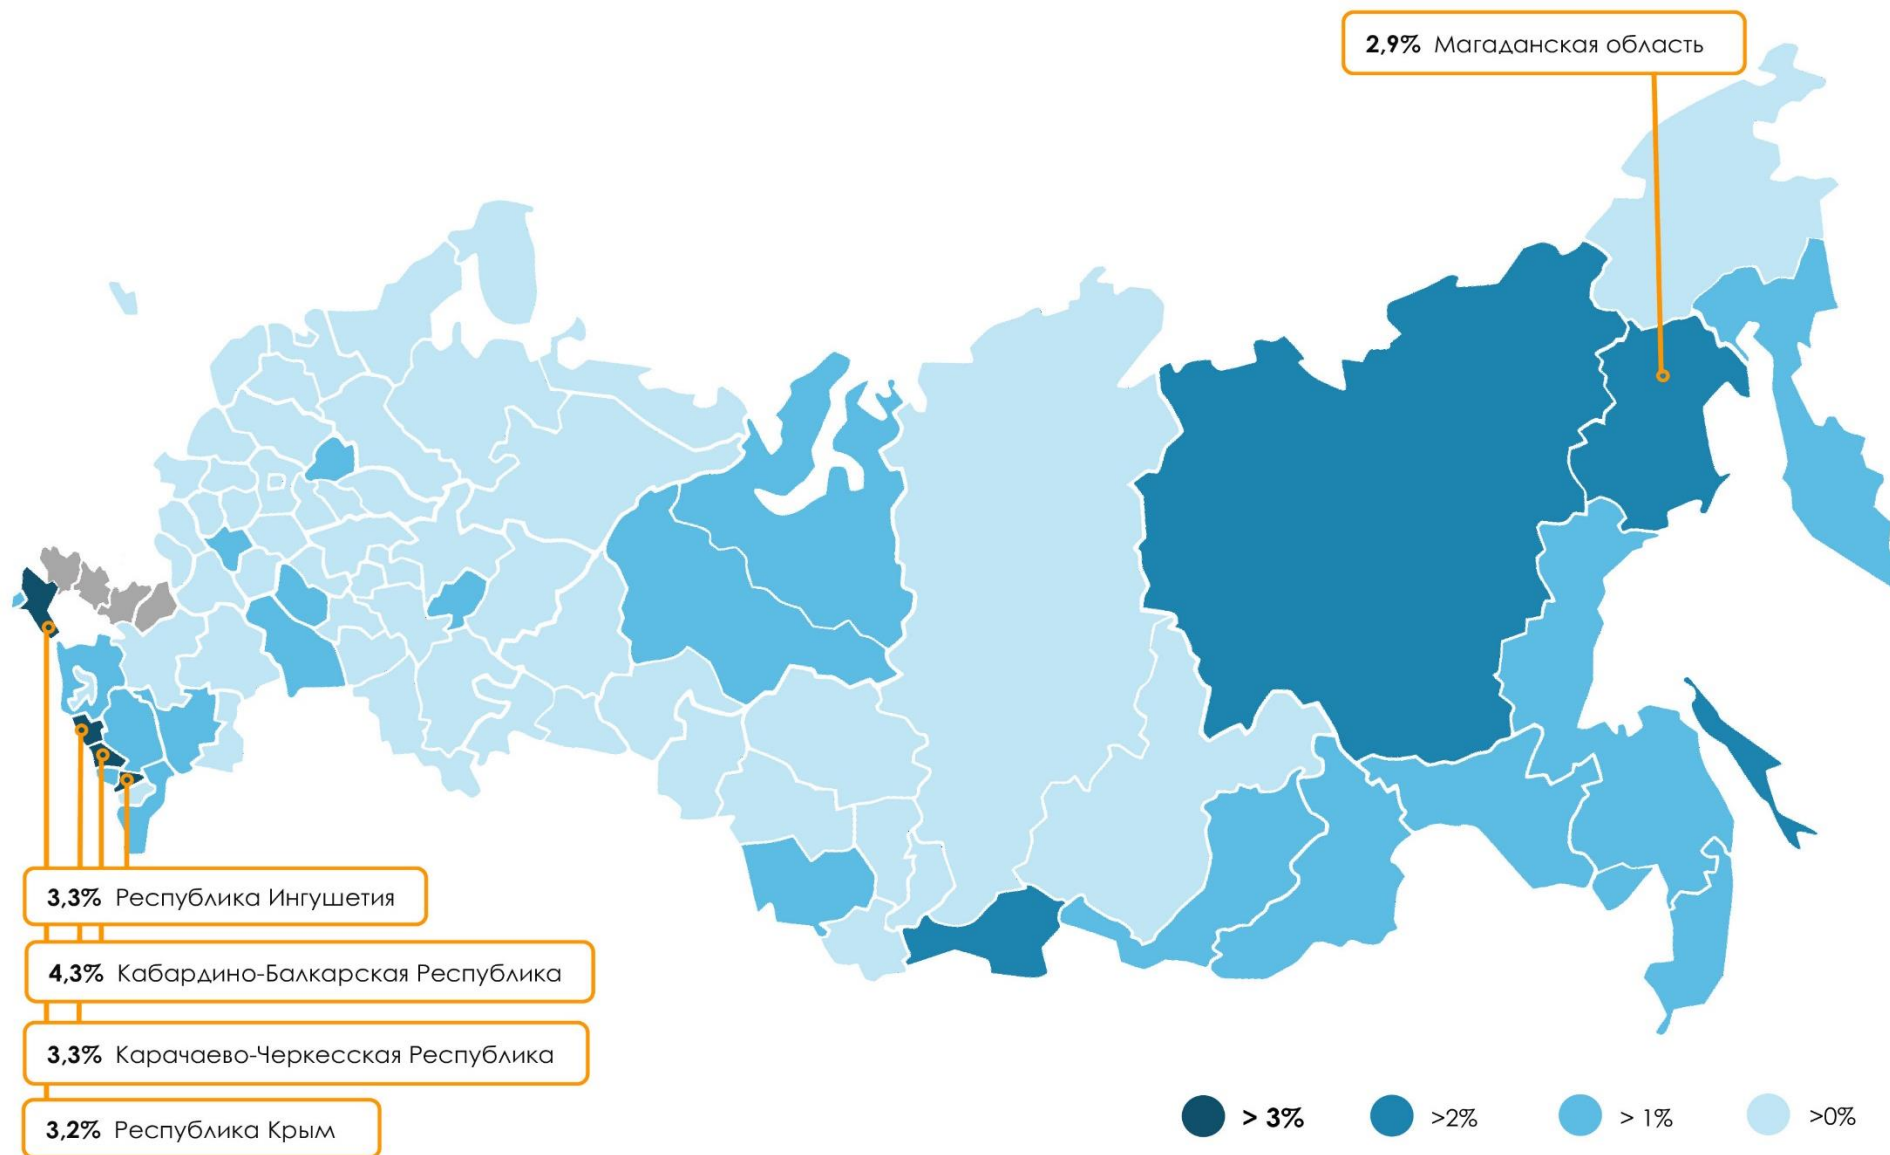 2,9% Магаданская область
3,3% Республика Ингушетия
4,3% Кабардино-Балкарская Республика
3,3% Карачаево-Черкесская Республика
3,2% Республика Крым
> 3% >2% > 1% >0%